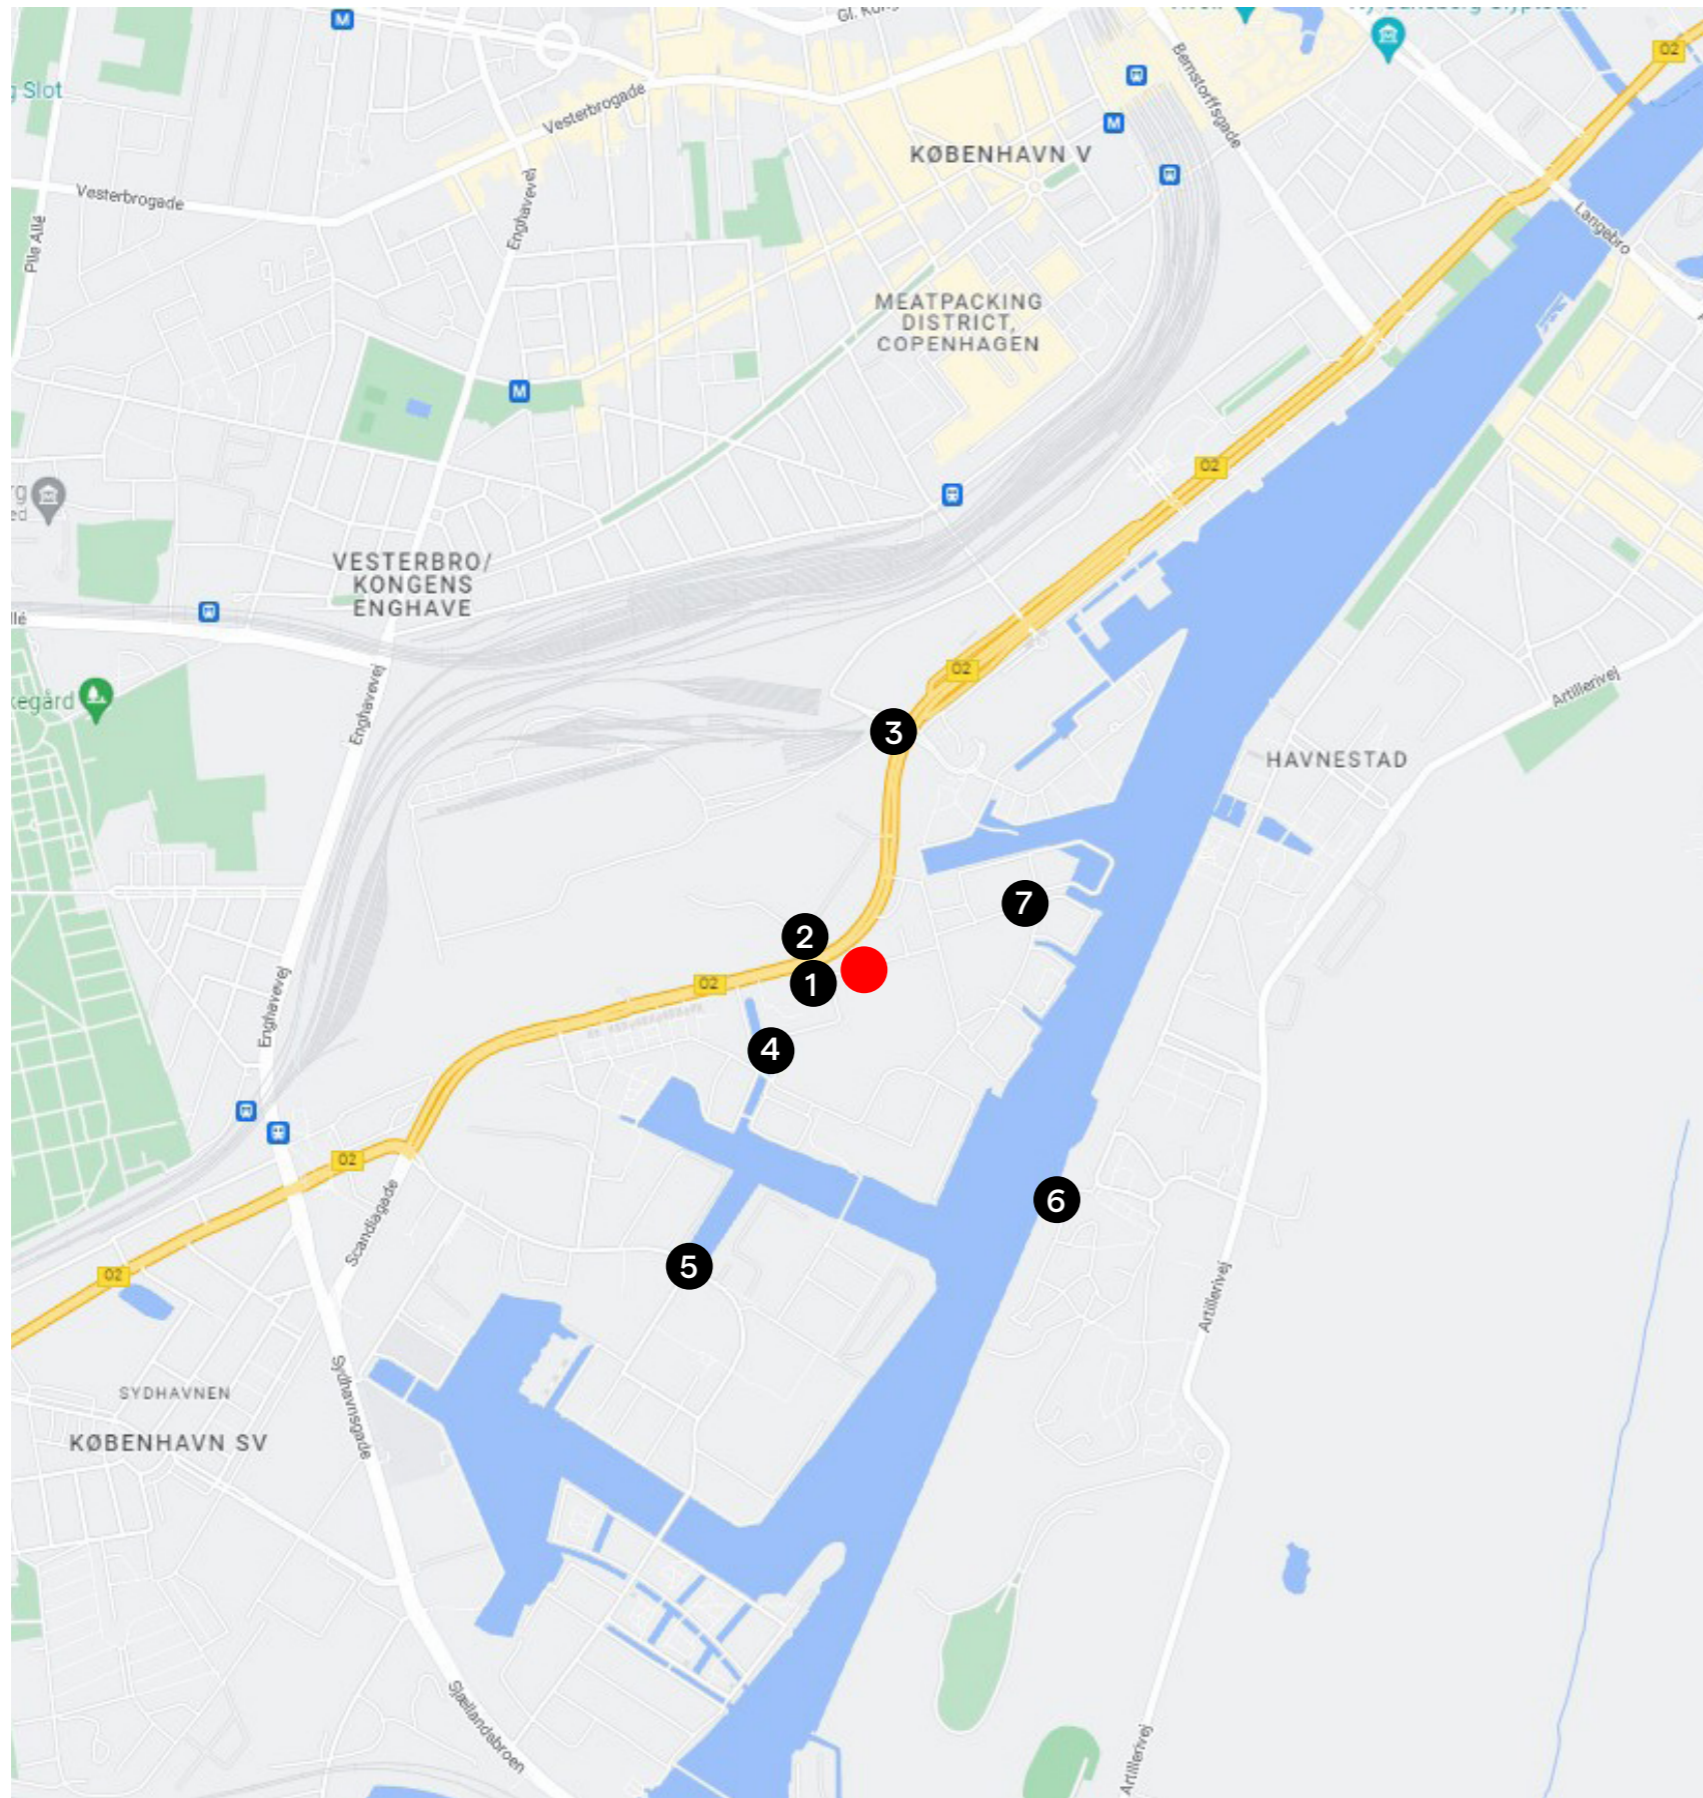 M
Slot
Vesterbrogade
Vesterbrogade
Enghavevej
Pile Allé
Bernstorffsgade
02
M
KØBENHAVN V
Langebro
MEATPACKING
DISTRICT,
COPENHAGEN
M
02
VESTERBRO/
KONGENS
ENGHAVE
Enghavevej
02
Artillerivej
3
HAVNESTAD
7
2
1
02
Enghavevej
4
02
6
Scandiagade
5
02
Artillerivej
SYDHAVNEN
Sydhavnsgade
KØBENHAVN SV
Sjællandsbroen
Artillerivej